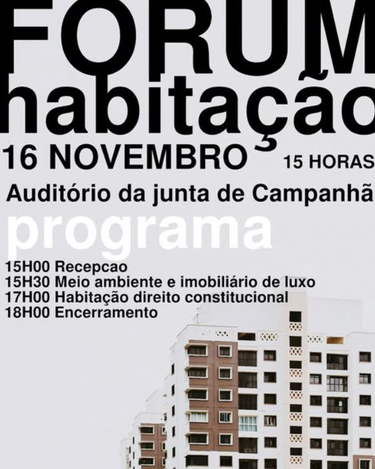 FORUM
habitação
16 NOVEMBRO 15 HORAS
Auditório da junta de Campanhã
programa
15H00 Recepcao
15H30 Meio ambiente e imobiliário de luxo
17H00 Habitação direito constitucional
18H00 Encerramento